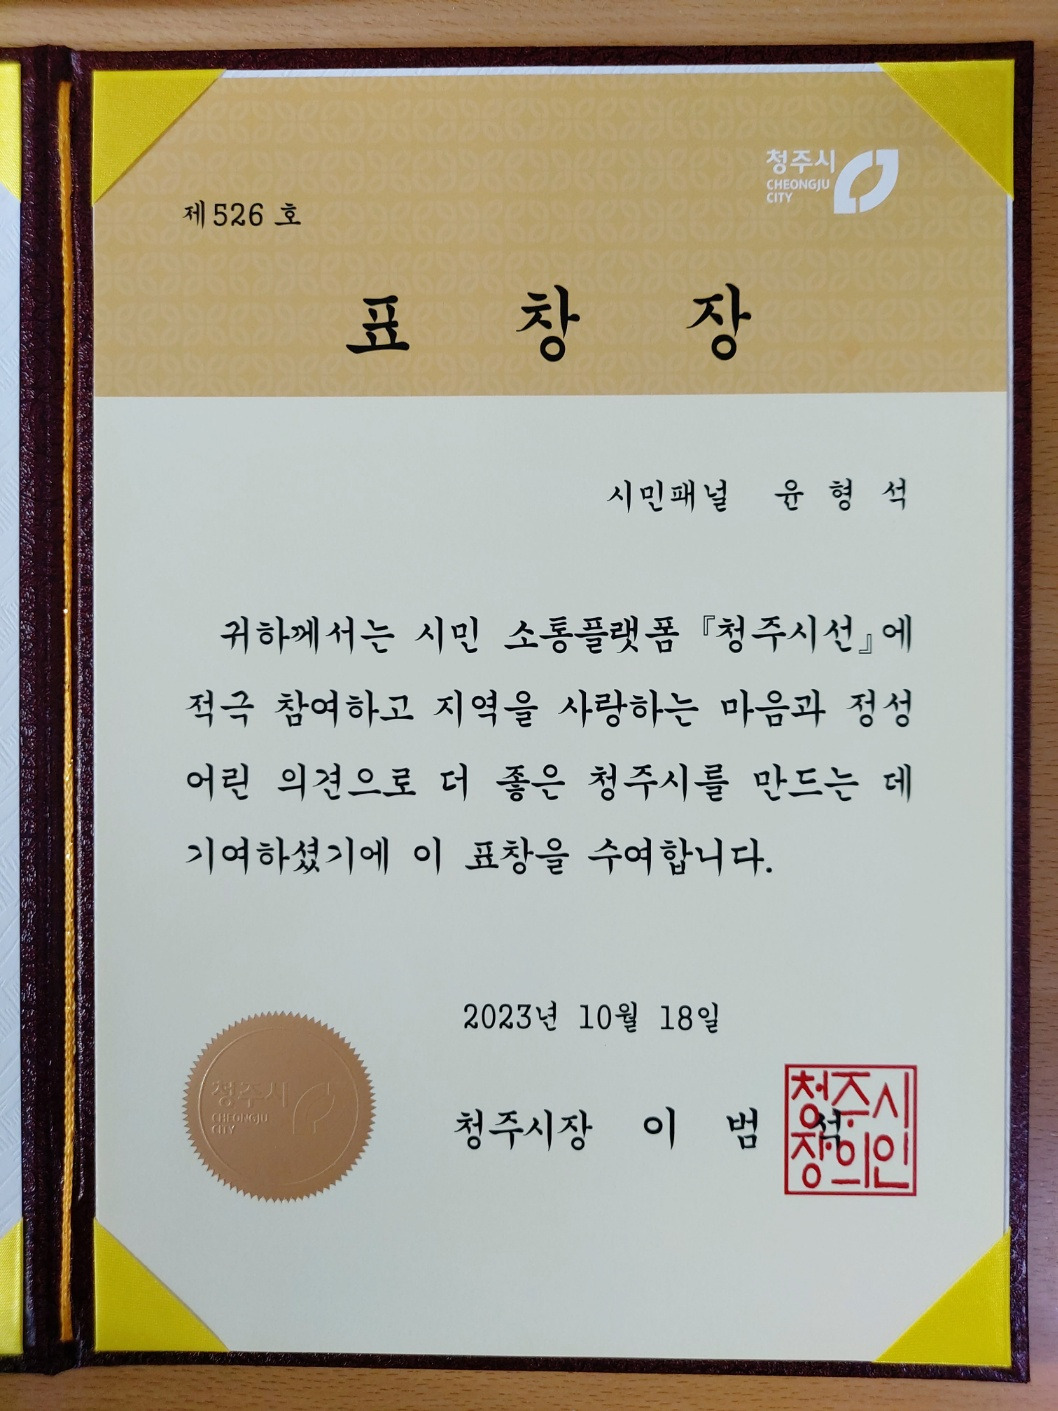 청주시
CHEONGJU
CITY
제 526 호
표 창 장
시민패널 윤 형 석
귀하께서는 시민 소통플랫폼 『청주시선』에
적극 참여하고 지역을 사랑하는 마음과 정성
어린 의견으로 더 좋은 청주시를 만드는 데
기여하셨기에 이 표창을 수여합니다.
2023년 10월 18일
청주시
CHEONGJU
CITY
청주시장 이 범 석
청주시
장의인